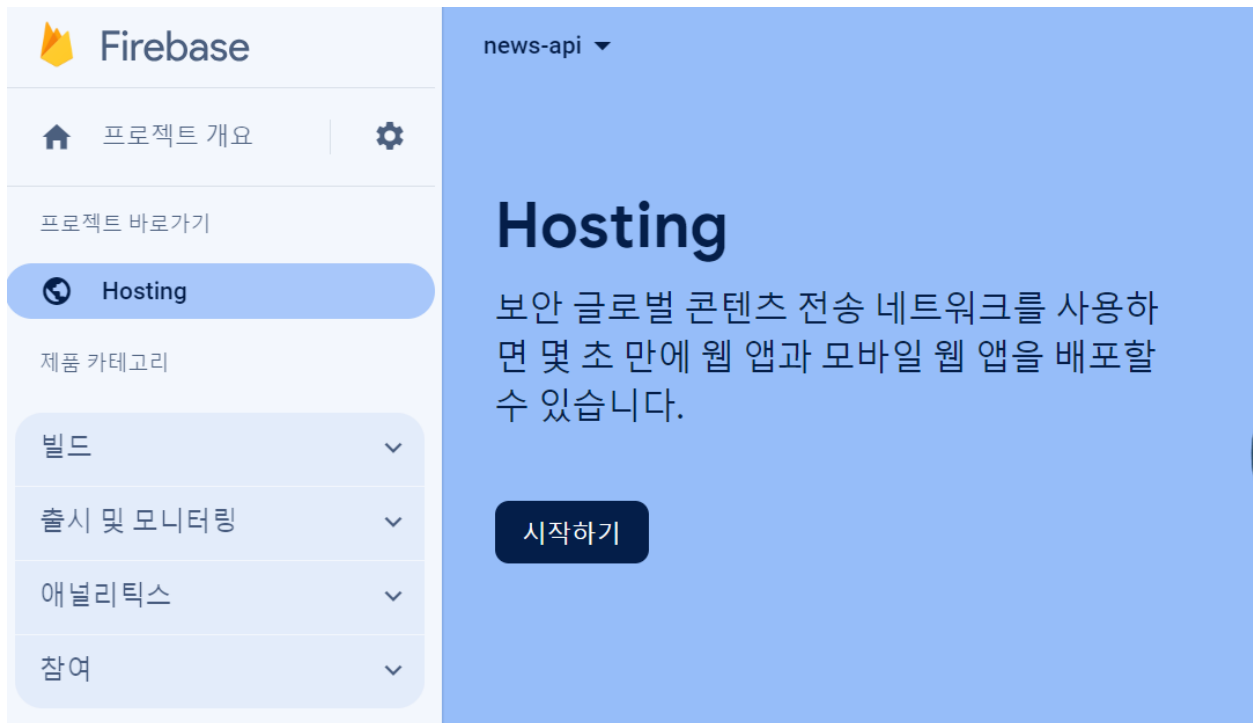 Firebase
프로젝트 개요
프로젝트 바로가기
Hosting
제품 카테고리
빌드
출시 및 모니터링
애널리틱스
참여
news-api
Hosting
보안 글로벌 콘텐츠 전송 네트워크를 사용하
면 몇 초 만에 웹 앱과 모바일 웹 앱을 배포할
수 있습니다.
시작하기